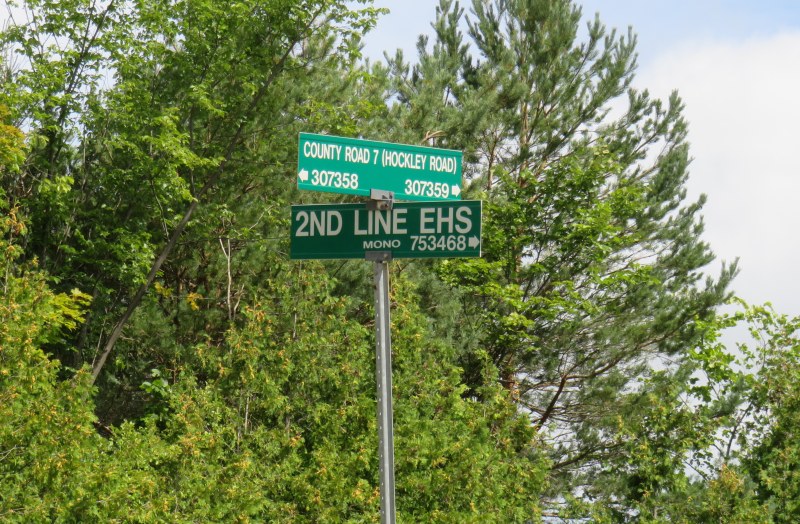 COUNTY ROAD 7 (HOCKLEY ROAD)
307358 307359
2ND LINE EHS
MONO 753468